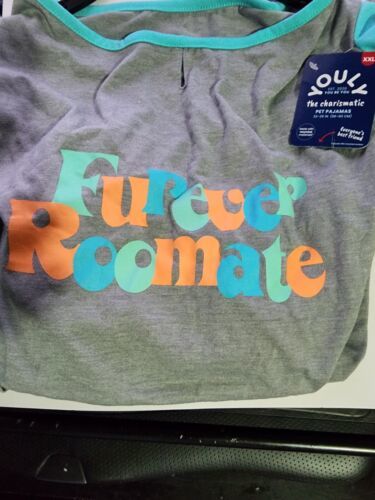 XXL
YOULY
EST. 2020
YOU BE YOU
the charismatic
PET PAJAMAS
Everyone's
best friend
Furever
Roomate